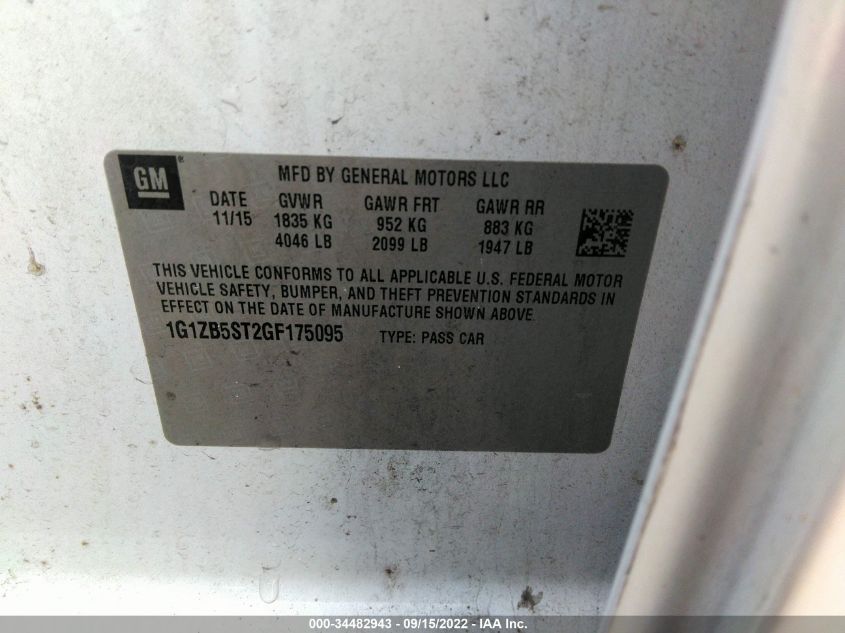 GM®
MFD BY GENERAL MOTORS LLC
DATE GVWR GAWR FRT GAWR RR
11/15 1835 KG 952 KG 883 KG
4046 LB 2099 LB 1947 LB
THIS VEHICLE CONFORMS TO ALL APPLICABLE U.S. FEDERAL MOTOR
VEHICLE SAFETY, BUMPER, AND THEFT PREVENTION STANDARDS IN
EFFECT ON THE DATE OF MANUFACTURE SHOWN ABOVE.
1G1ZB5ST2GF175095 TYPE: PASS CAR
000-34482943 - 09/15/2022 - IAA Inc.